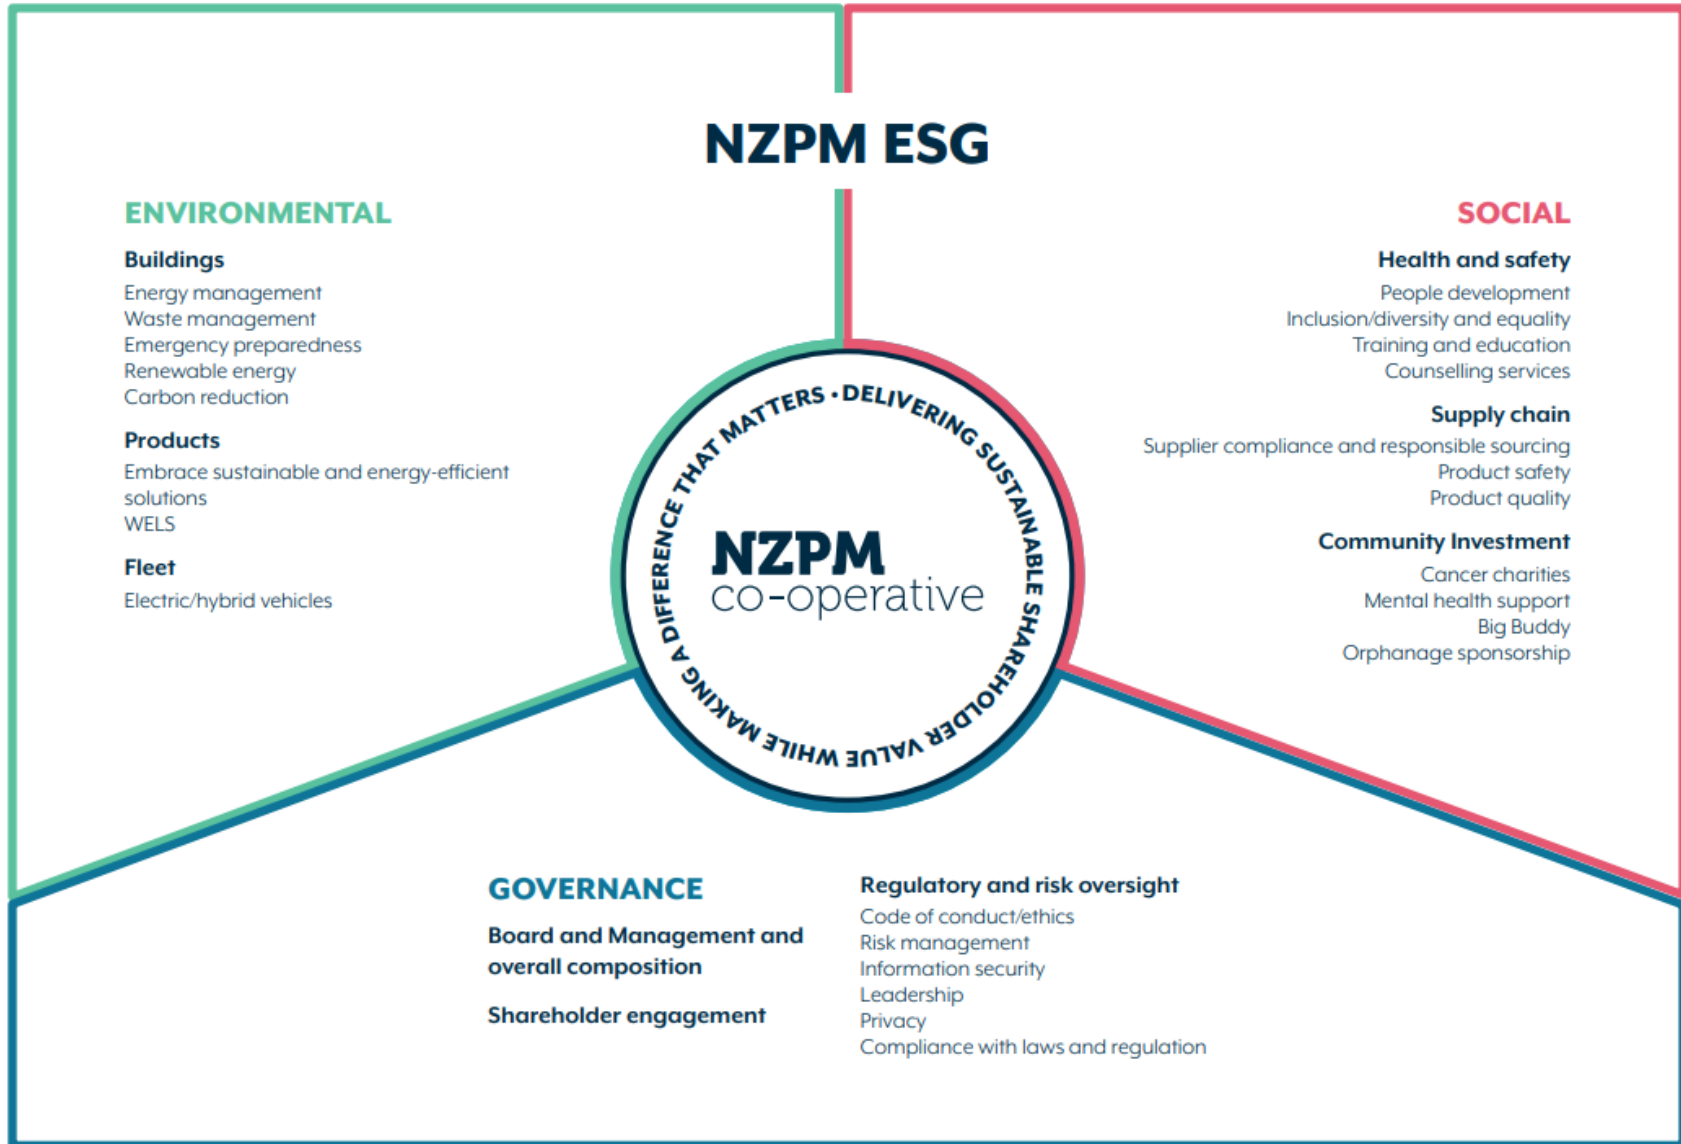 NZPM ESG
ENVIRONMENTAL
Buildings
Energy management
Waste management
Emergency preparedness
Renewable energy
Carbon reduction
Products
Embrace sustainable and energy-efficient
solutions
WELS
Fleet
Electric/hybrid vehicles
SOCIAL
Health and safety
People development
Inclusion/diversity and equality
Training and education
Counselling services
Supply chain
Supplier compliance and responsible sourcing
Product safety
Product quality
Community Investment
Cancer charities
Mental health support
Big Buddy
Orphanage sponsorship
DELIVERING SUSTAINABLE SHAREHOLDER VALUE WHILE MAKING A DIFFERENCE THAT MATTERS •
NZPM
co-operative
GOVERNANCE
Board and Management and
overall composition
Shareholder engagement
Regulatory and risk oversight
Code of conduct/ethics
Risk management
Information security
Leadership
Privacy
Compliance with laws and regulation